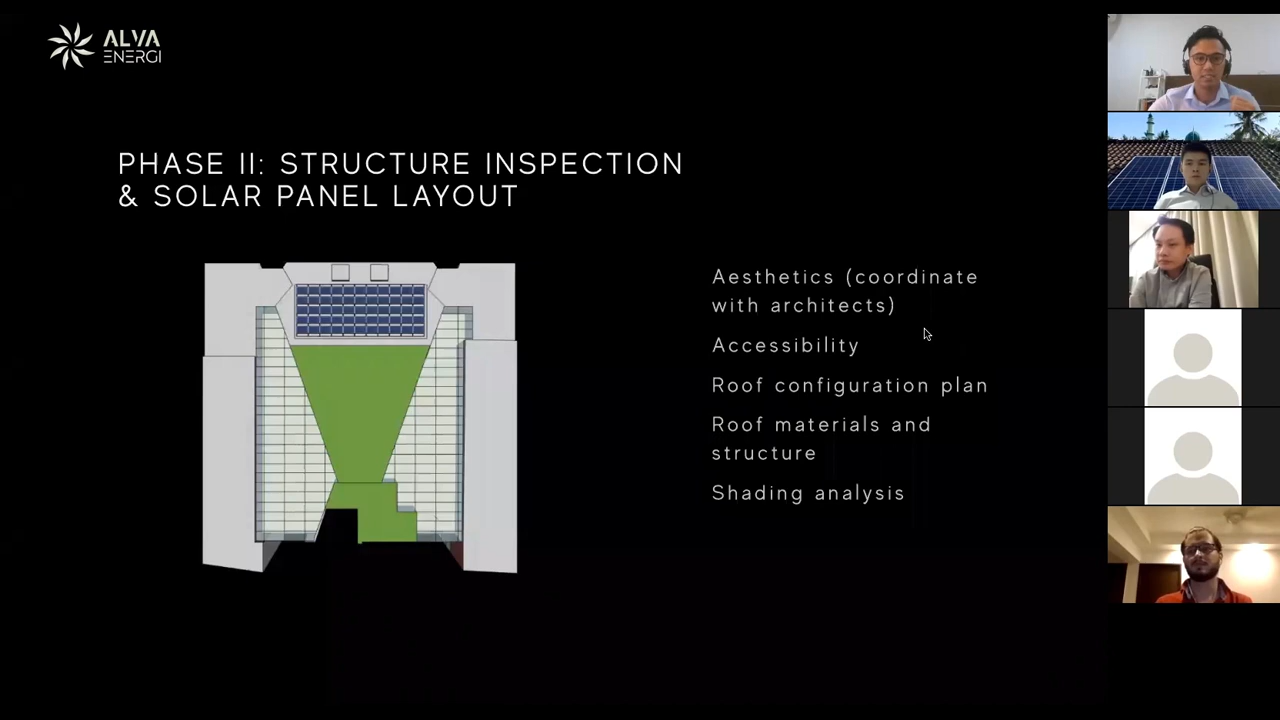 ALVA
ENERGI
PHASE II: STRUCTURE INSPECTION
& SOLAR PANEL LAYOUT
Aesthetics (coordinate
with architects)
Accessibility
Roof configuration plan
Roof materials and
structure
Shading analysis